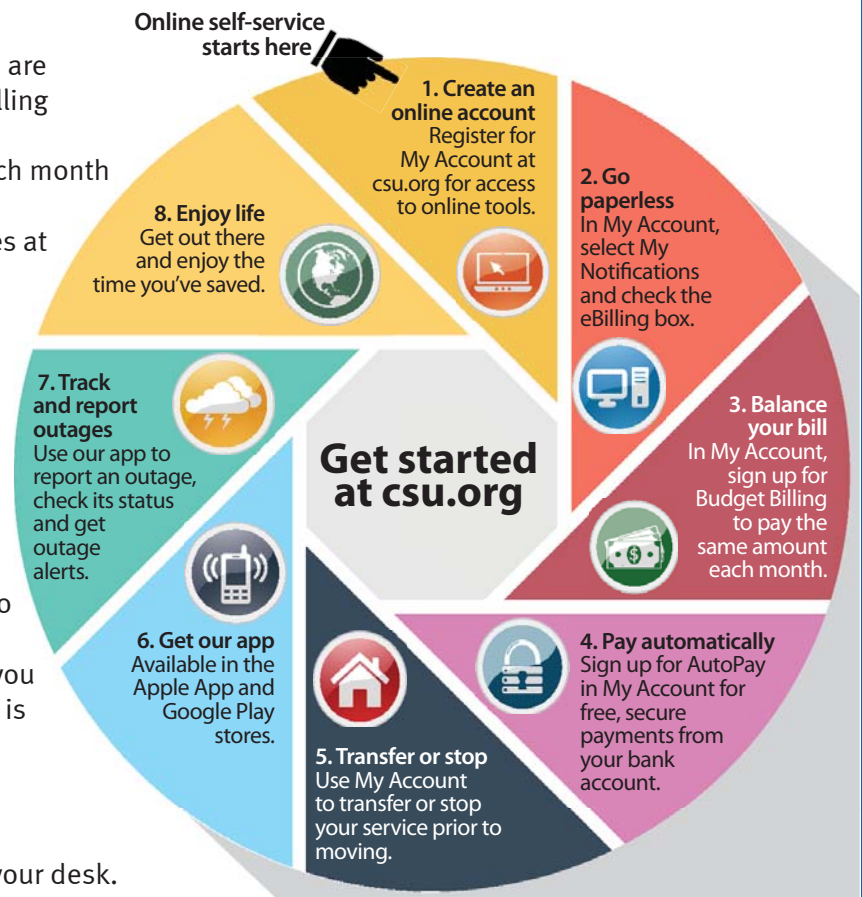 are
lling
ch month
es at
o
you
is
your desk.
Online self-service
starts here
1. Create an
online account
Register for
My Account at
csu.org for access
to online tools.
2. Go
paperless
In My Account,
select My
Notifications
and check the
eBilling box.
3. Balance
your bill
In My Account,
sign up for
Budget Billing
to pay the
same amount
each month.
4. Pay automatically
Sign up for AutoPay
in My Account for
free, secure
payments from
your bank
account.
5. Transfer or stop
Use My Account
to transfer or stop
your service prior to
moving.
6. Get our app
Available in the
Apple App and
Google Play
stores.
7. Track
and report
outages
Use our app to
report an outage,
check its status
and get
outage
alerts.
8. Enjoy life
Get out there
and enjoy the
time you've saved.
Get started
at csu.org